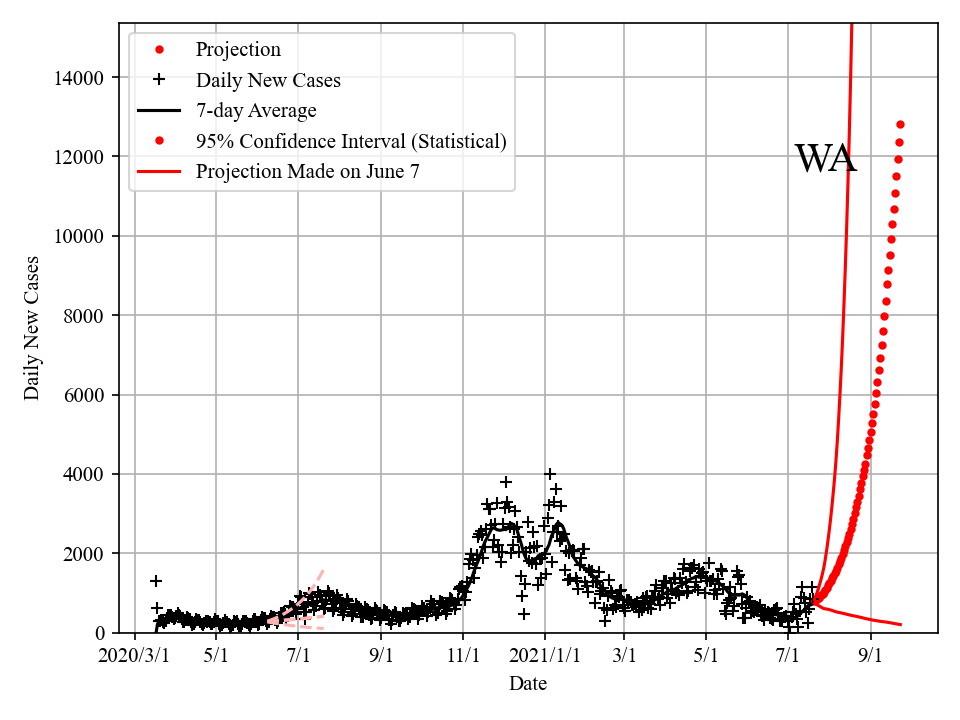 Projection
Daily New Cases
7-day Average
95% Confidence Interval (Statistical)
Projection Made on June 7
WA
14000
12000
10000
8000
6000
4000
2000
0
Daily New Cases
2020/3/1 5/1 7/1 9/1 11/1 2021/1/1 3/1 5/1 7/1 9/1
Date